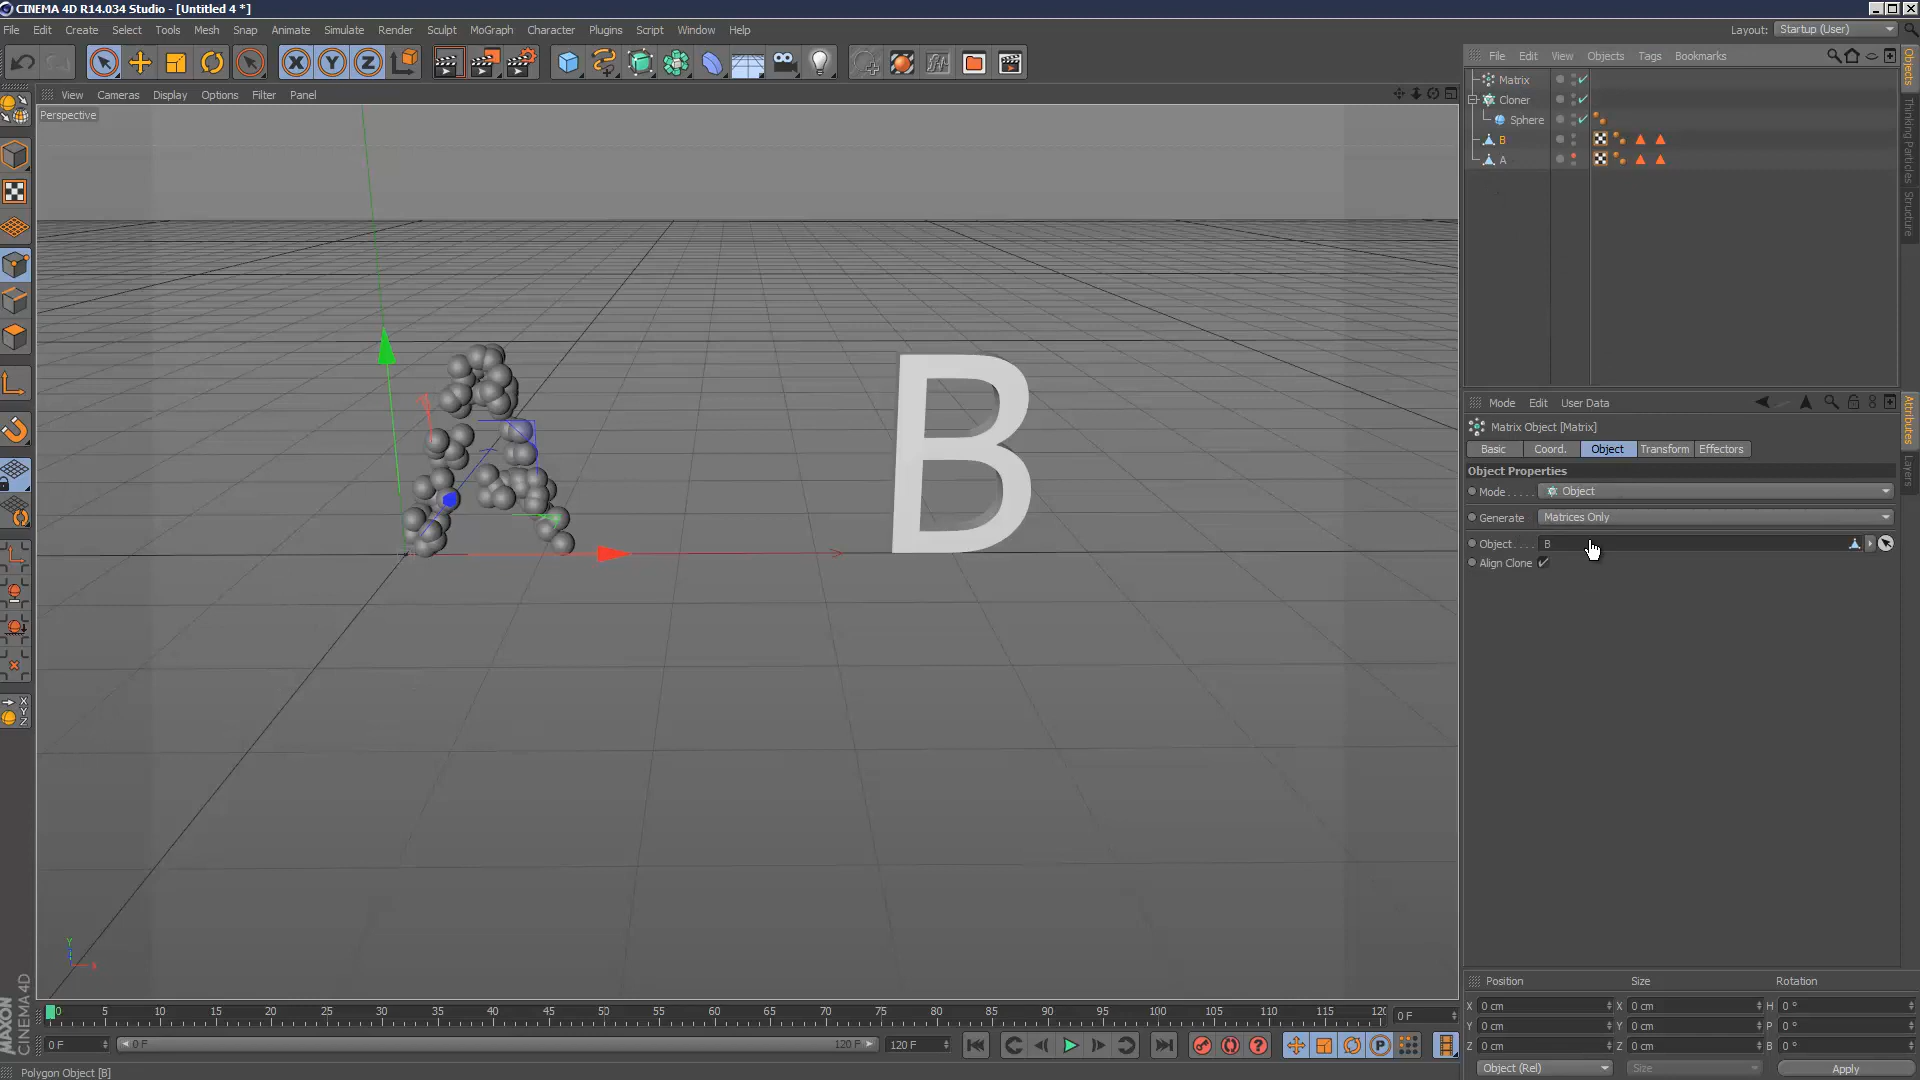 CINEMA 4D R14.034 Studio - [Untitled 4 *]
File Edit Create Select Tools Mesh Snap Animate Simulate Render Sculpt MoGraph Character Plugins Script Window Help
Layout: Startup (User)
X Y Z
View Cameras Display Options Filter Panel
Perspective
File Edit View Objects Tags Bookmarks
Matrix
Cloner
Sphere
B
A
Objects
Thinking Particles
Structure
Mode Edit User Data
Matrix Object [Matrix]
Basic Coord. Object Transform Effectors
Object Properties
Mode . . . . . Object
Generate Matrices Only
Object . . . . B
Align Clone
Attributes
Layers
B
X
Y
Z
Y
X
MAXON
CINEMA 4D
0 5 10 15 20 25 30 35 40 45 50 55 60 65 70 75 80 85 90 95 100 105 110 115 120 0 F
0 F 0 F 120 F 120 F
P
Position Size Rotation
X 0 cm X 0 cm H 0 °
Y 0 cm Y 0 cm P 0 °
Z 0 cm Z 0 cm B 0 °
Object (Rel) Size Apply
Polygon Object [B]